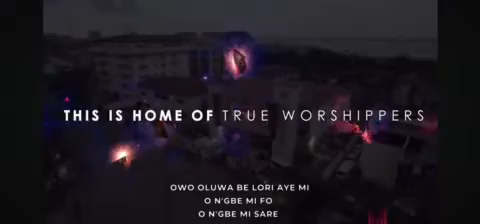 THIS IS HOME OF TRUE WORSHIPPERS
OWO OLUWA BE LORI AYE MI
O N'GBE MI FO
O N'GBE MI SARE